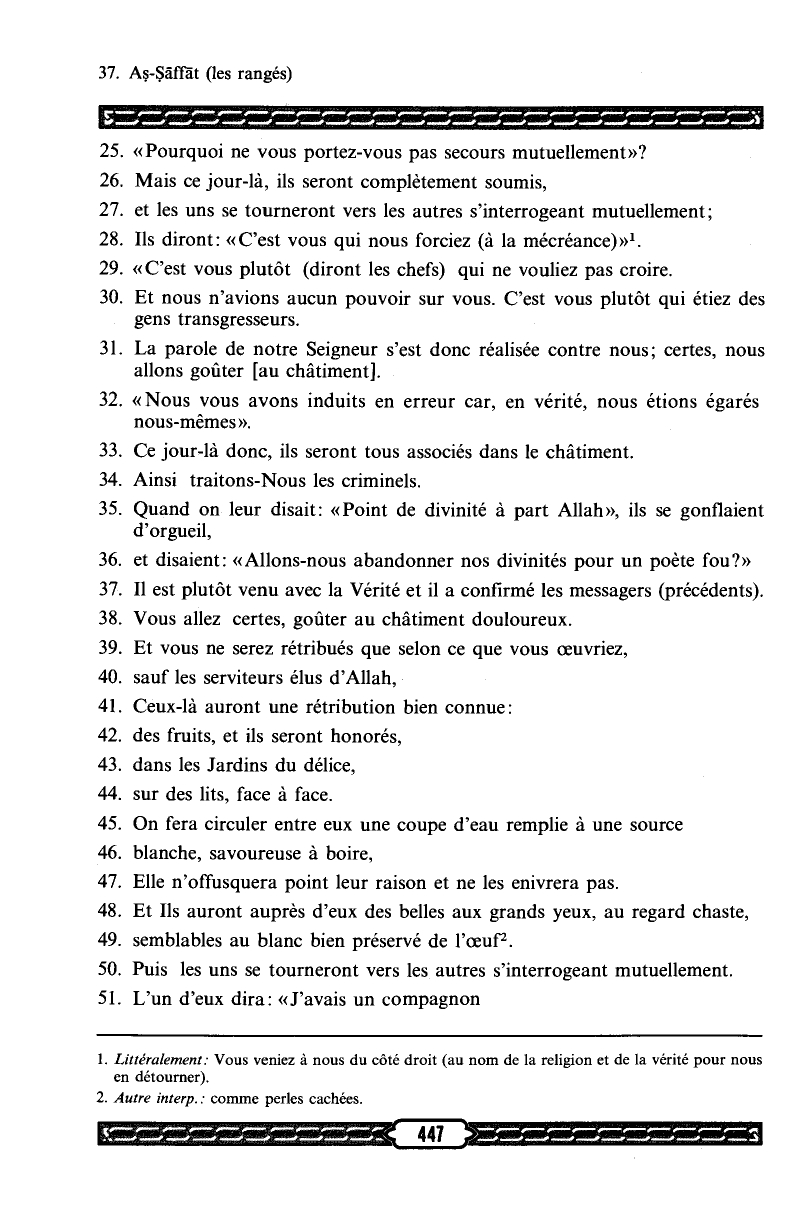 37. Aṣ-Ṣāffāt (les rangés)
25. «Pourquoi ne vous portez-vous pas secours mutuellement»?
26. Mais ce jour-là, ils seront complètement soumis,
27. et les uns se tourneront vers les autres s'interrogeant mutuellement;
28. Ils diront: «C'est vous qui nous forciez (à la mécréance)»¹.
29. «C'est vous plutôt (diront les chefs) qui ne vouliez pas croire.
30. Et nous n'avions aucun pouvoir sur vous. C'est vous plutôt qui étiez des
gens transgresseurs.
31. La parole de notre Seigneur s'est donc réalisée contre nous; certes, nous
allons goûter [au châtiment].
32. «Nous vous avons induits en erreur car, en vérité, nous étions égarés
nous-mêmes».
33. Ce jour-là donc, ils seront tous associés dans le châtiment.
34. Ainsi traitons-Nous les criminels.
35. Quand on leur disait: «Point de divinité à part Allah», ils se gonflaient
d'orgueil,
36. et disaient: «Allons-nous abandonner nos divinités pour un poète fou?»
37. Il est plutôt venu avec la Vérité et il a confirmé les messagers (précédents).
38. Vous allez certes, goûter au châtiment douloureux.
39. Et vous ne serez rétribués que selon ce que vous œuvriez,
40. sauf les serviteurs élus d'Allah,
41. Ceux-là auront une rétribution bien connue:
42. des fruits, et ils seront honorés,
43. dans les Jardins du délice,
44. sur des lits, face à face.
45. On fera circuler entre eux une coupe d'eau remplie à une source
46. blanche, savoureuse à boire,
47. Elle n'offusquera point leur raison et ne les enivrera pas.
48. Et Ils auront auprès d'eux des belles aux grands yeux, au regard chaste,
49. semblables au blanc bien préservé de l'œuf².
50. Puis les uns se tourneront vers les autres s'interrogeant mutuellement.
51. L'un d'eux dira: «J'avais un compagnon
1. Littéralement: Vous veniez à nous du côté droit (au nom de la religion et de la vérité pour nous
en détourner).
2. Autre interp.: comme perles cachées.
447